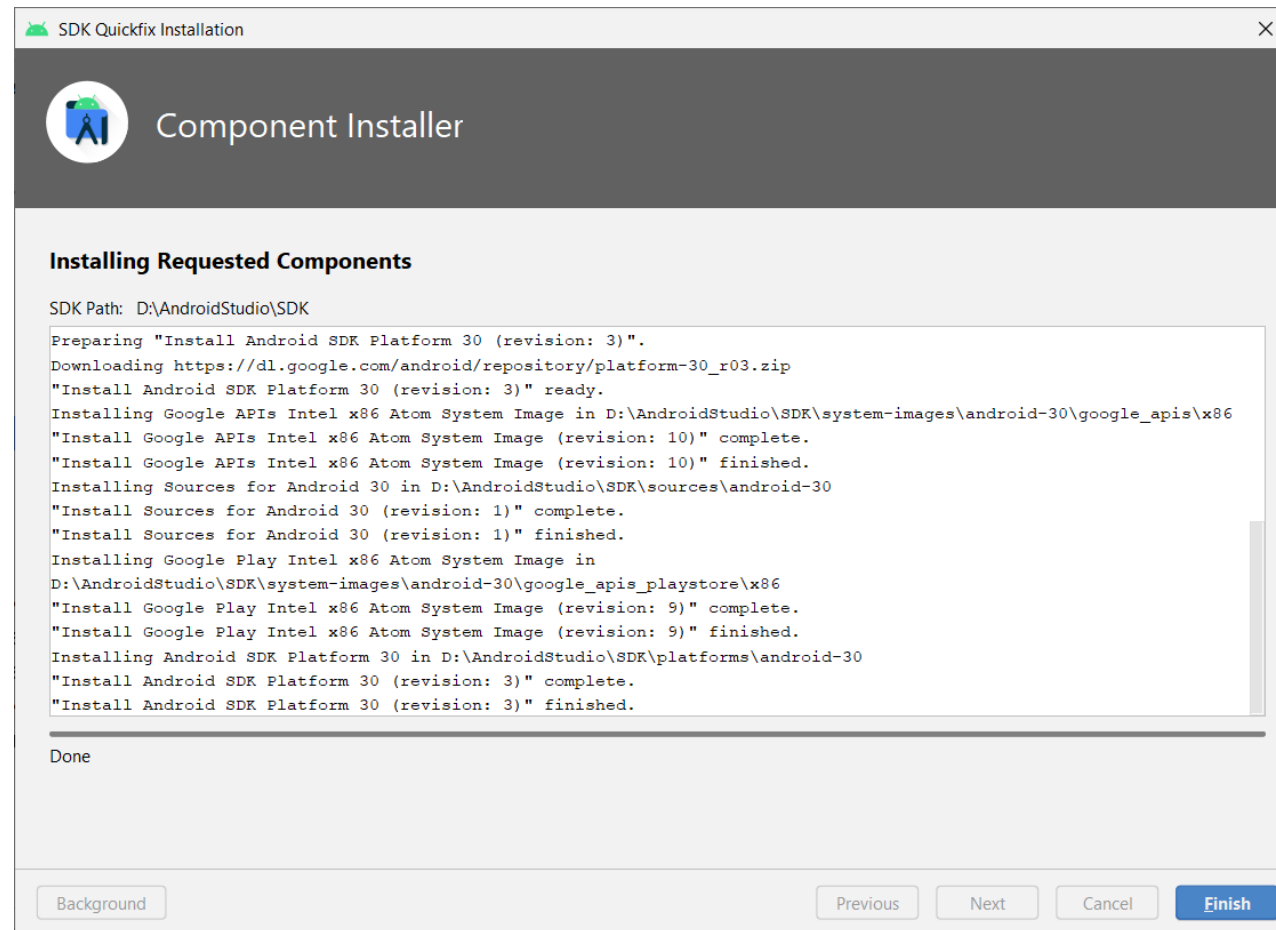 SDK Quickfix Installation
Component Installer
Installing Requested Components
SDK Path: D:\AndroidStudio\SDK
Preparing "Install Android SDK Platform 30 (revision: 3)".
Downloading https://dl.google.com/android/repository/platform-30_r03.zip
"Install Android SDK Platform 30 (revision: 3)" ready.
Installing Google APIs Intel x86 Atom System Image in D:\AndroidStudio\SDK\system-images\android-30\google_apis\x86
"Install Google APIs Intel x86 Atom System Image (revision: 10)" complete.
"Install Google APIs Intel x86 Atom System Image (revision: 10)" finished.
Installing Sources for Android 30 in D:\AndroidStudio\SDK\sources\android-30
"Install Sources for Android 30 (revision: 1)" complete.
"Install Sources for Android 30 (revision: 1)" finished.
Installing Google Play Intel x86 Atom System Image in
D:\AndroidStudio\SDK\system-images\android-30\google_apis_playstore\x86
"Install Google Play Intel x86 Atom System Image (revision: 9)" complete.
"Install Google Play Intel x86 Atom System Image (revision: 9)" finished.
Installing Android SDK Platform 30 in D:\AndroidStudio\SDK\platforms\android-30
"Install Android SDK Platform 30 (revision: 3)" complete.
"Install Android SDK Platform 30 (revision: 3)" finished.
Done
Background Previous Next Cancel Finish